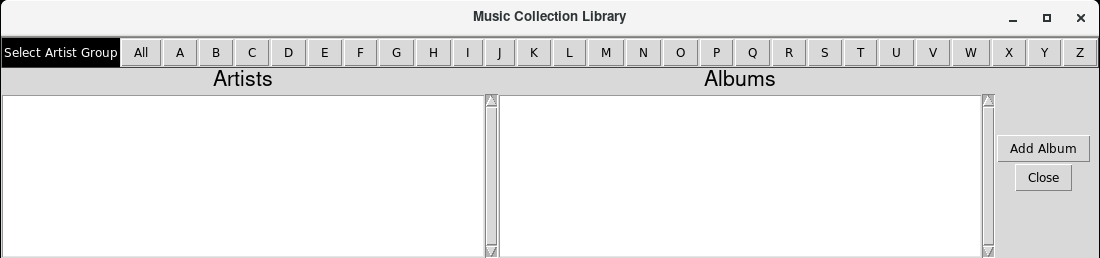 Music Collection Library
Select Artist Group All A B C D E F G H I J K L M N O P Q R S T U V W X Y Z
Artists Albums
Add Album
Close